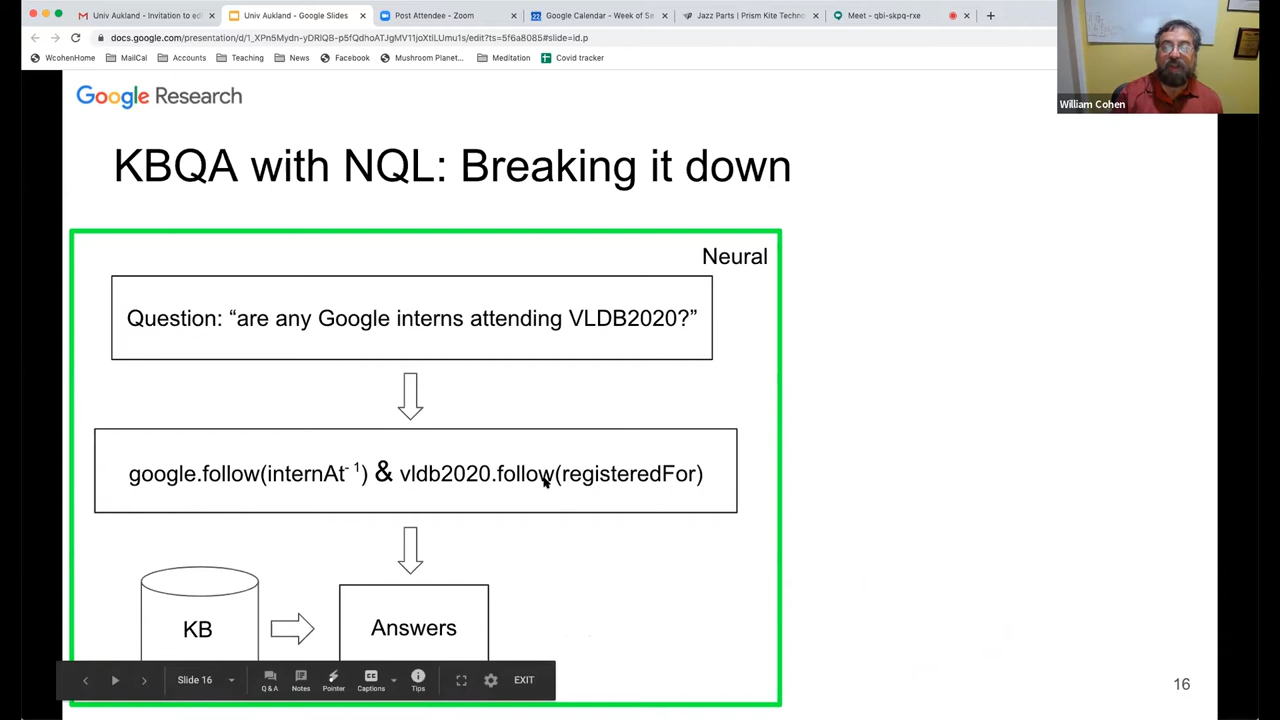 Univ Aukland - Invitation to edi
Univ Aukland - Google Slides
Post Attendee - Zoom
Google Calendar - Week of Se
Jazz Parts | Prism Kite Techno
Meet - qbi-skpq-rxe
docs.google.com/presentation/d/1_XPn5Mydn-yDRIQB-p5fQdhoATJgMV11joXtiLUmu1s/edit?ts=5f6a8085#slide=id.p
WcohenHome
MailCal
Accounts
Teaching
News
Facebook
Mushroom Planet...
Meditation
Covid tracker
William Cohen
Google Research
KBQA with NQL: Breaking it down
Neural
Question: “are any Google interns attending VLDB2020?”
google.follow(internAt-1) & vldb2020.follow(registeredFor)
KB
Answers
Slide 16
Q & A
Notes
Pointer
Captions
Tips
EXIT
16